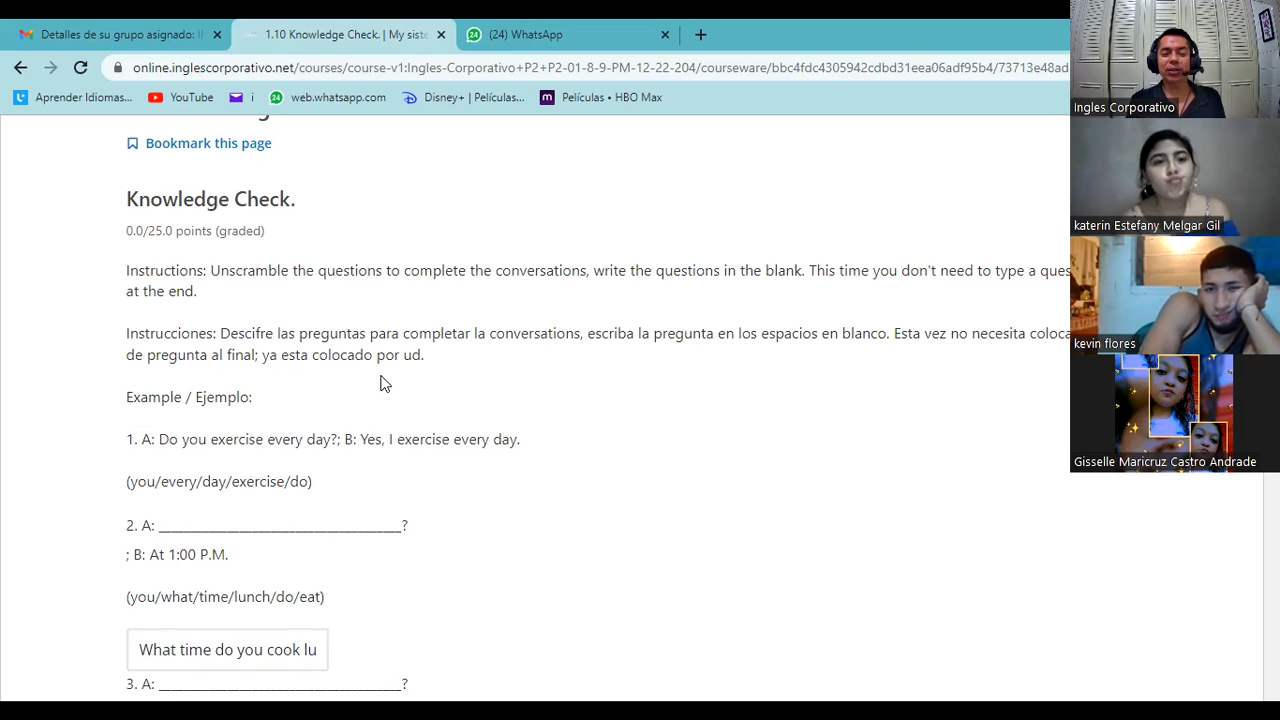 Detalles de su grupo asignado:
1.10 Knowledge Check. | My sist
(24) WhatsApp
online.inglescorporativo.net/courses/course-v1:Ingles-Corporativo+P2+P2-01-8-9-PM-12-22-204/courseware/bbc4fdc4305942cdbd31eea06adf95b4/73713e48ad
Aprender Idiomas...
YouTube
i
web.whatsapp.com
Disney+ | Películas...
Películas • HBO Max
Bookmark this page
Knowledge Check.
0.0/25.0 points (graded)
Instructions: Unscramble the questions to complete the conversations, write the questions in the blank. This time you don't need to type a ques
at the end.
Instrucciones: Descifre las preguntas para completar la conversations, escriba la pregunta en los espacios en blanco. Esta vez no necesita coloca
de pregunta al final; ya esta colocado por ud.
Example / Ejemplo:
1. A: Do you exercise every day?; B: Yes, I exercise every day.
(you/every/day/exercise/do)
2. A: ___________________________________?
; B: At 1:00 P.M.
(you/what/time/lunch/do/eat)
What time do you cook lu
3. A: ___________________________________?
Ingles Corporativo
katerin Estefany Melgar Gil
kevin flores
Gisselle Maricruz Castro Andrade